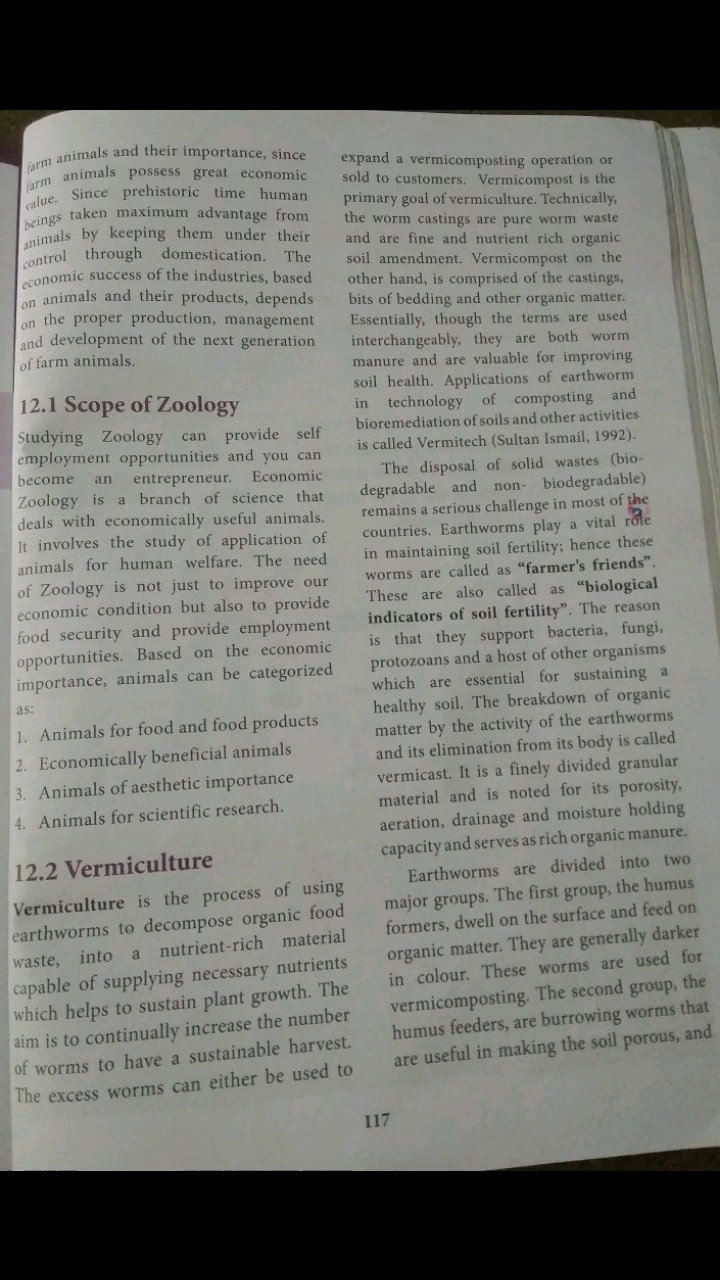 farm animals and their importance, since
farm animals possess great economic
value. Since prehistoric time human
beings taken maximum advantage from
animals by keeping them under their
control through domestication. The
economic success of the industries, based
on animals and their products, depends
on the proper production, management
and development of the next generation
of farm animals.
12.1 Scope of Zoology
Studying Zoology can provide self
employment opportunities and you can
become an entrepreneur. Economic
Zoology is a branch of science that
deals with economically useful animals.
It involves the study of application of
animals for human welfare. The need
of Zoology is not just to improve our
economic condition but also to provide
food security and provide employment
opportunities. Based on the economic
importance, animals can be categorized
as:
1. Animals for food and food products
2. Economically beneficial animals
3. Animals of aesthetic importance
4. Animals for scientific research.
12.2 Vermiculture
Vermiculture is the process of using
earthworms to decompose organic food
waste, into a nutrient-rich material
capable of supplying necessary nutrients
which helps to sustain plant growth. The
aim is to continually increase the number
of worms to have a sustainable harvest.
The excess worms can either be used to
expand a vermicomposting operation or
sold to customers. Vermicompost is the
primary goal of vermiculture. Technically,
the worm castings are pure worm waste
and are fine and nutrient rich organic
soil amendment. Vermicompost on the
other hand, is comprised of the castings,
bits of bedding and other organic matter.
Essentially, though the terms are used
interchangeably, they are both worm
manure and are valuable for improving
soil health. Applications of earthworm
in technology of composting and
bioremediation of soils and other activities
is called Vermitech (Sultan Ismail, 1992).
The disposal of solid wastes (bio-
degradable and non- biodegradable)
remains a serious challenge in most of the
countries. Earthworms play a vital role
in maintaining soil fertility; hence these
worms are called as “farmer’s friends”.
These are also called as “biological
indicators of soil fertility”. The reason
is that they support bacteria, fungi,
protozoans and a host of other organisms
which are essential for sustaining a
healthy soil. The breakdown of organic
matter by the activity of the earthworms
and its elimination from its body is called
vermicast. It is a finely divided granular
material and is noted for its porosity,
aeration, drainage and moisture holding
capacity and serves as rich organic manure.
Earthworms are divided into two
major groups. The first group, the humus
formers, dwell on the surface and feed on
organic matter. They are generally darker
in colour. These worms are used for
vermicomposting. The second group, the
humus feeders, are burrowing worms that
are useful in making the soil porous, and
117